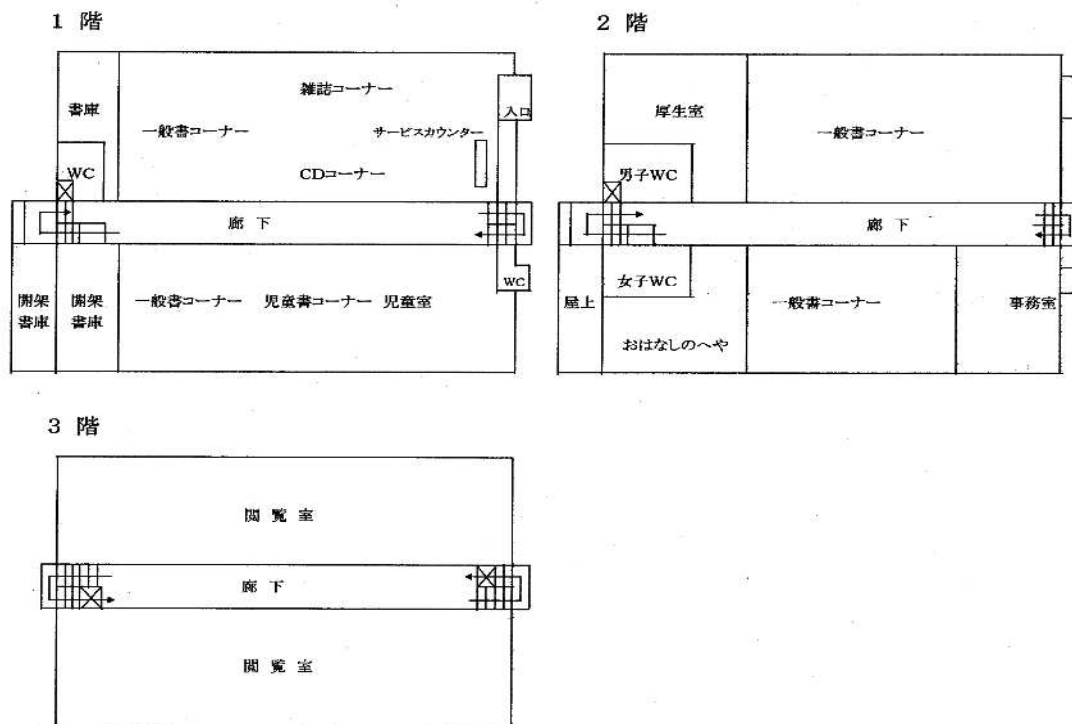 1 階
書庫
雑誌コーナー
入口
一般書コーナー
サービスカウンター
WC
CDコーナー
廊 下
WC
開架
書庫
開架
書庫
一般書コーナー
児童書コーナー
児童室
2 階
厚生室
一般書コーナー
男子WC
廊 下
女子WC
屋上
一般書コーナー
事務室
おはなしのへや
3 階
閲 覧 室
廊 下
閲 覧 室